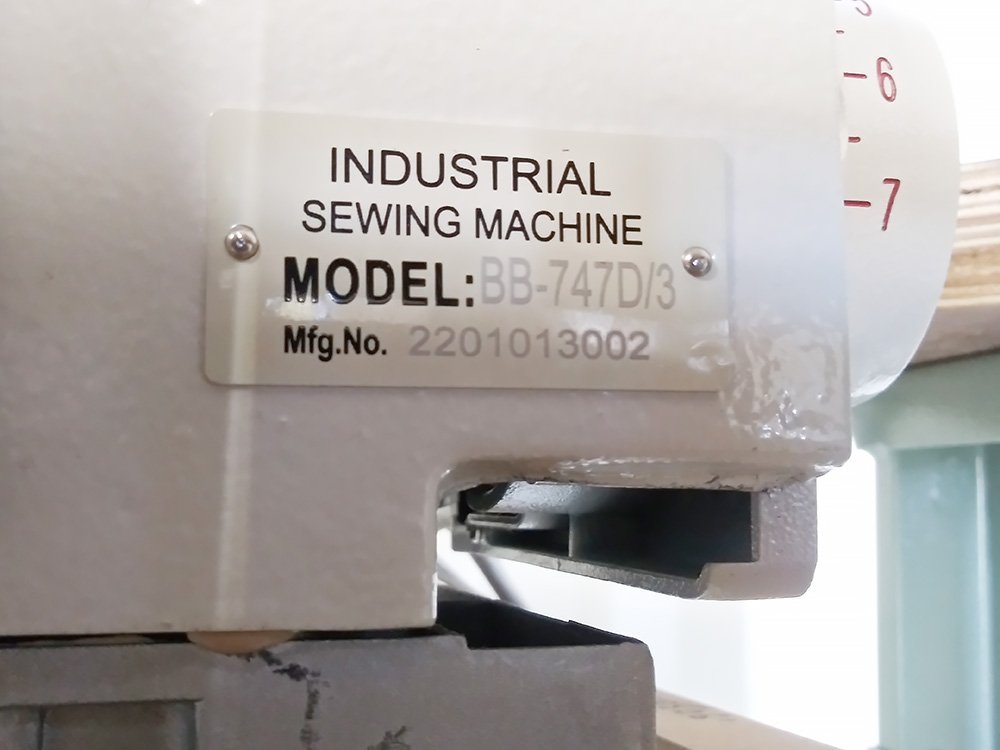 INDUSTRIAL
SEWING MACHINE
MODEL: BB-747D/3
Mfg.No. 2201013002
6
7